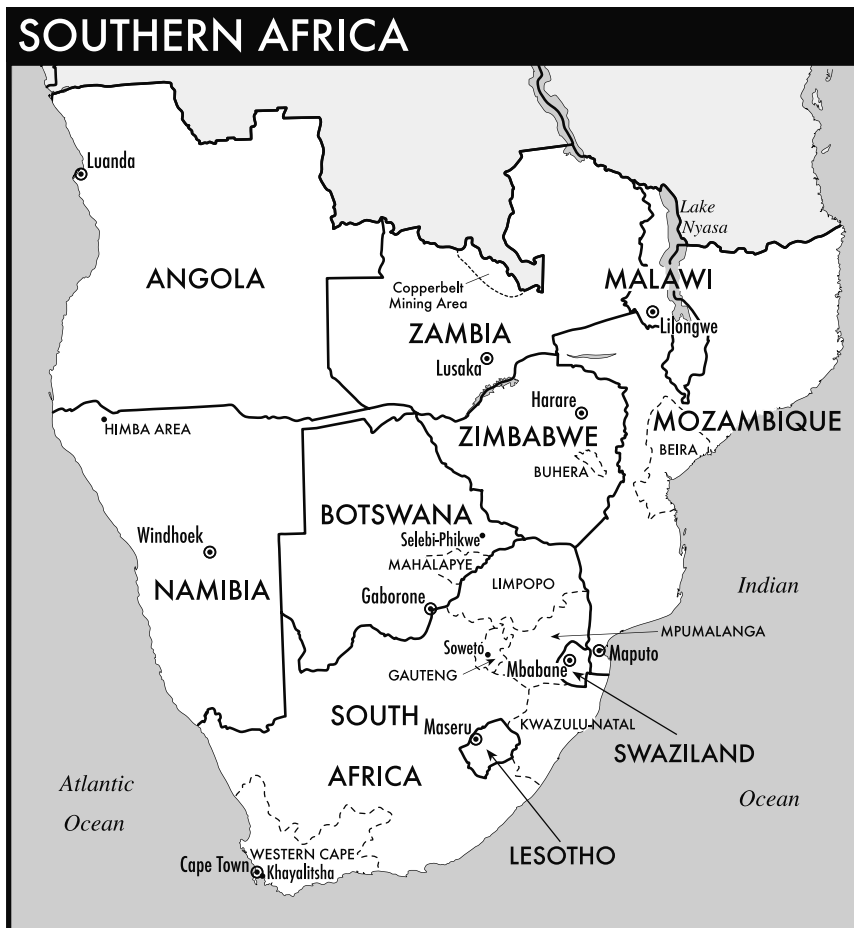 SOUTHERN AFRICA
Luanda
Lake
Nyasa
ANGOLA
Copperbelt
Mining Area
MALAWI
ZAMBIA
Lilongwe
Lusaka
Harare
HIMBA AREA
ZIMBABWE
MOZAMBIQUE
BEIRA
BUHERA
BOTSWANA
Windhoek
Selebi-Phikwe
MAHALAPYE
NAMIBIA
LIMPOPO
Indian
Gaborone
MPUMALANGA
Soweto
Maputo
GAUTENG
Mbabane
SOUTH
Maseru
KWAZULU-NATAL
SWAZILAND
AFRICA
Atlantic
Ocean
Ocean
WESTERN CAPE
LESOTHO
Cape Town
Khayalitsha